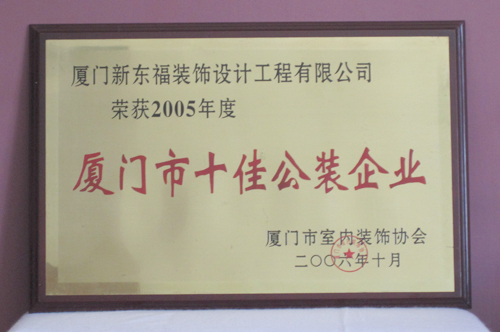 厦门新东福装饰设计工程有限公司
荣获2005年度
厦门市十佳公装企业
厦门市室内装饰协会
二〇〇六年十月